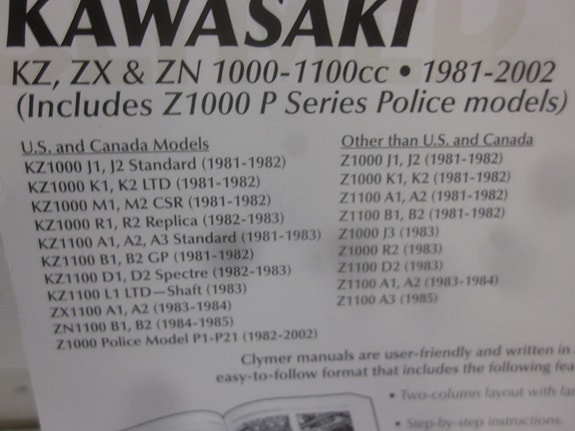 KAWASAKI
KZ, ZX & ZN 1000-1100cc • 1981-2002
(Includes Z1000 P Series Police models)
U.S. and Canada Models
KZ1000 J1, J2 Standard (1981-1982)
KZ1000 K1, K2 LTD (1981-1982)
KZ1000 M1, M2 CSR (1981-1982)
KZ1000 R1, R2 Replica (1982-1983)
KZ1100 A1, A2, A3 Standard (1981-1983)
KZ1100 B1, B2 GP (1981-1982)
KZ1100 D1, D2 Spectre (1982-1983)
KZ1100 L1 LTD—Shaft (1983)
ZX1100 A1, A2 (1983-1984)
ZN1100 B1, B2 (1984-1985)
Z1000 Police Model P1-P21 (1982-2002)
Other than U.S. and Canada
Z1000 J1, J2 (1981-1982)
Z1000 K1, K2 (1981-1982)
Z1100 A1, A2 (1981-1982)
Z1100 B1, B2 (1981-1982)
Z1000 J3 (1983)
Z1000 R2 (1983)
Z1100 D2 (1983)
Z1100 A1, A2 (1983-1984)
Z1100 A3 (1985)
Clymer manuals are user-friendly and written in
easy-to-follow format that includes the following fea
• Two-column layout with lar
• Step-by-step instructions.